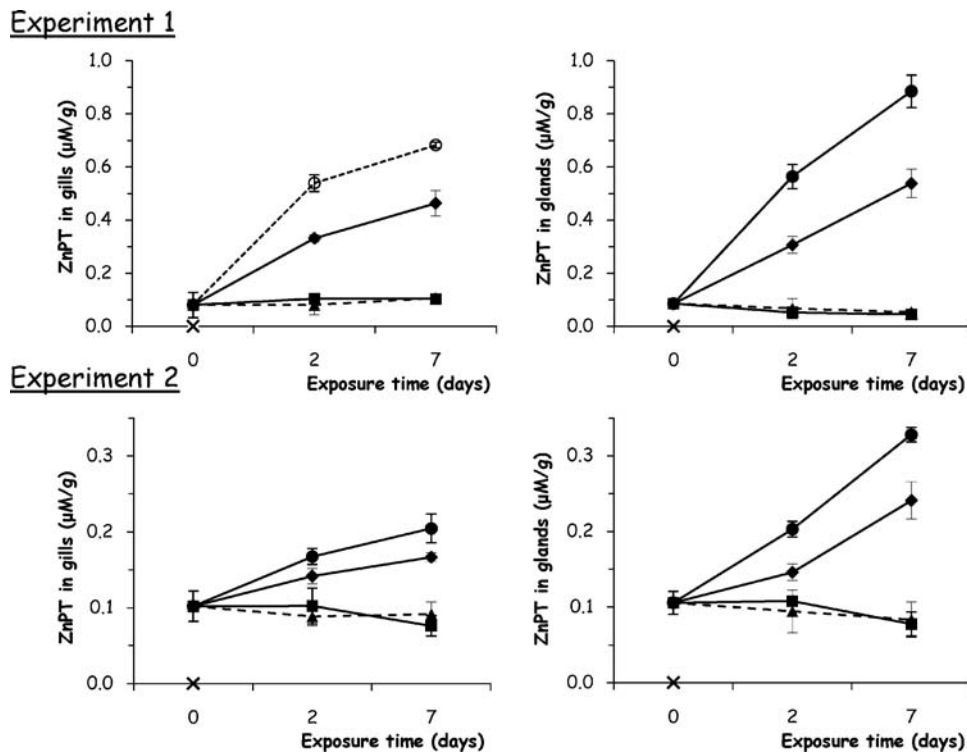 Experiment 1
ZnPT in gills (µM/g)
1.0
0.8
0.6
0.4
0.2
0.0
0 2 7
Exposure time (days)
ZnPT in glands (µM/g)
1.0
0.8
0.6
0.4
0.2
0.0
0 2 7
Exposure time (days)
Experiment 2
ZnPT in gills (µM/g)
0.3
0.2
0.1
0.0
0 2 7
Exposure time (days)
ZnPT in glands (µM/g)
0.3
0.2
0.1
0.0
0 2 7
Exposure time (days)